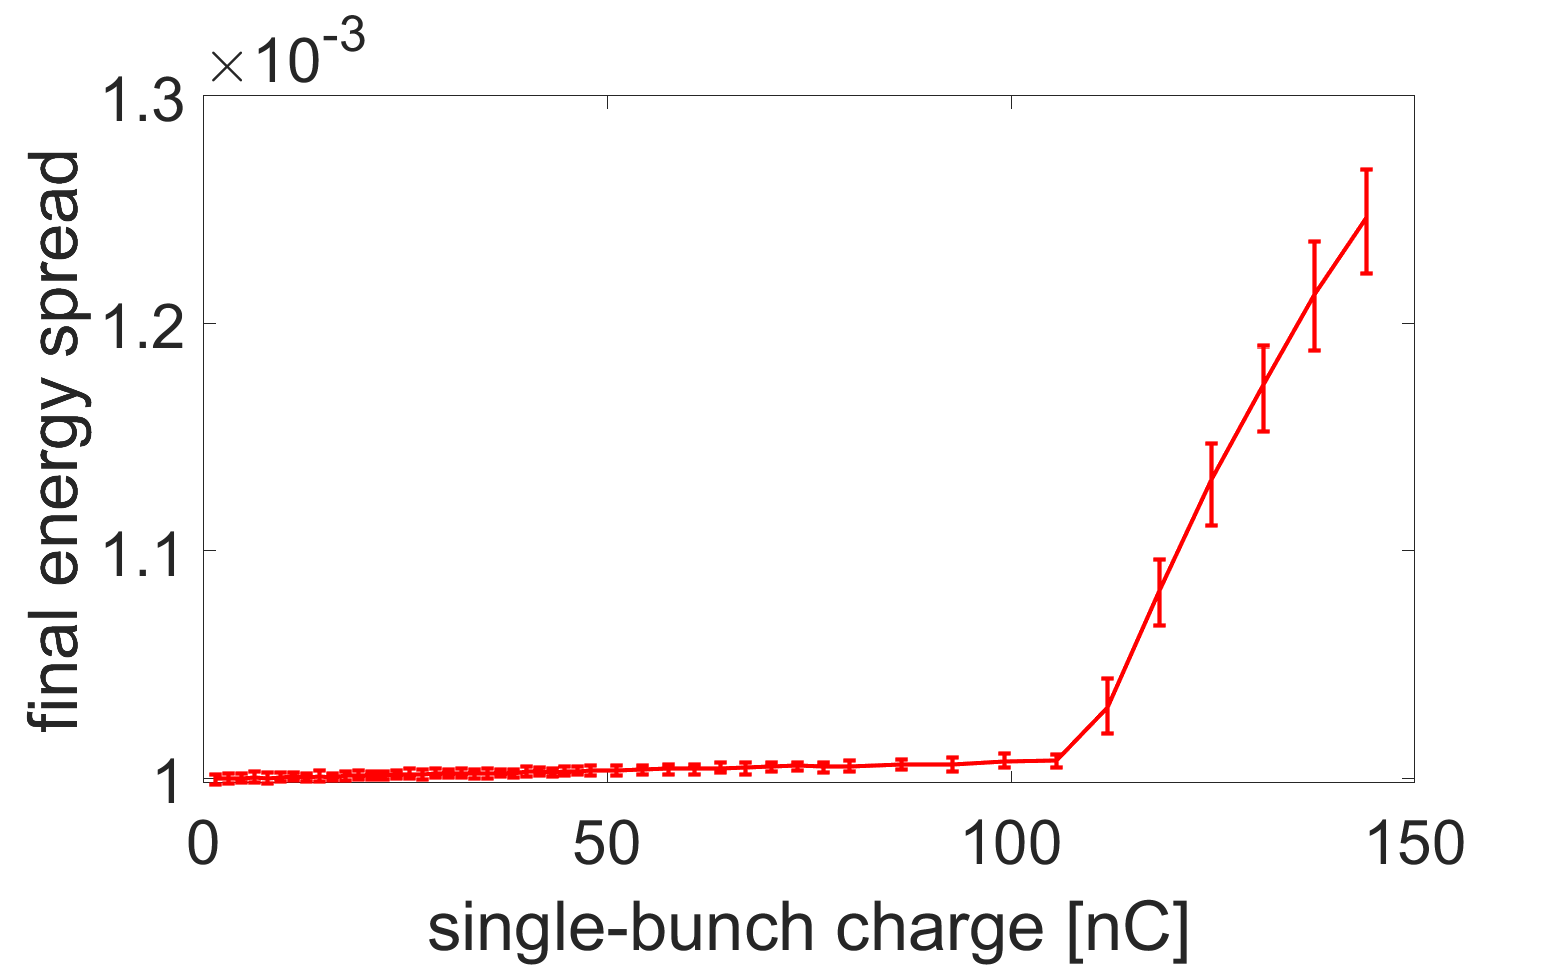 ×10-3
1.3
1.2
1.1
1
final energy spread
0 50 100 150
single-bunch charge [nC]